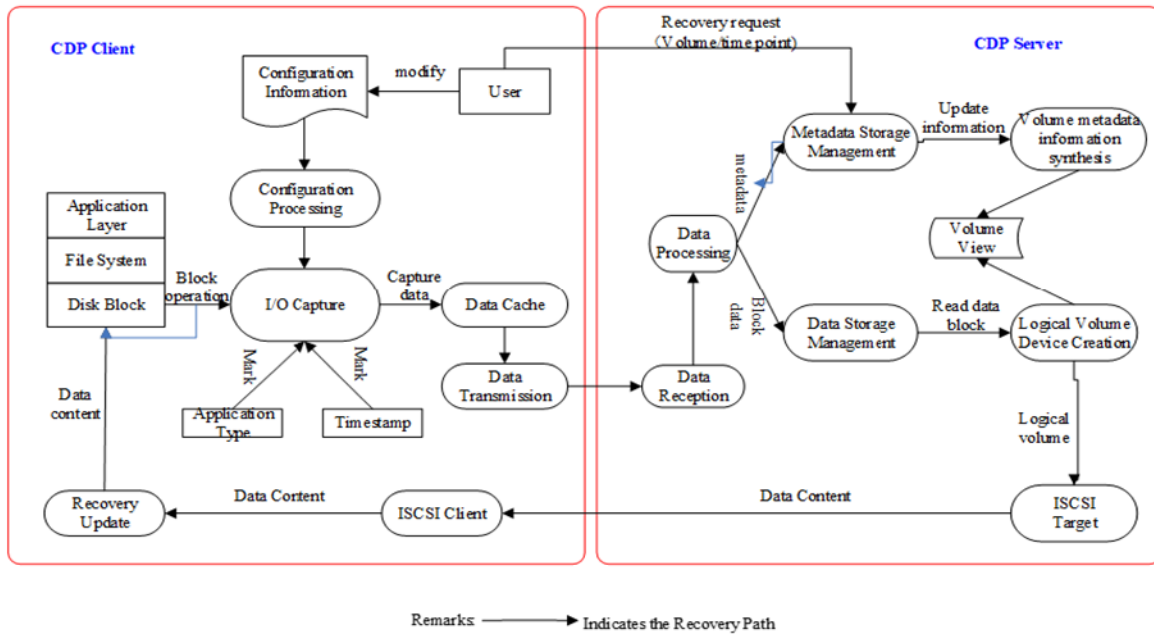 CDP Client
Configuration
Information
modify
User
Recovery request
(Volume/time point)
CDP Server
Metadata Storage
Management
Update
information
Volume metadata
information
synthesis
metadata
Configuration
Processing
Application
Layer
File System
Disk Block
Block
operation
I/O Capture
Capture
data
Data Cache
Data
Processing
Volume
View
Block
data
Data Storage
Management
Read data
block
Logical Volume
Device Creation
Mark
Mark
Data
Transmission
Data
Reception
Data
content
Application
Type
Timestamp
Logical
volume
Recovery
Update
Data Content
ISCSI Client
Data Content
ISCSI
Target
Remarks:
Indicates the Recovery Path